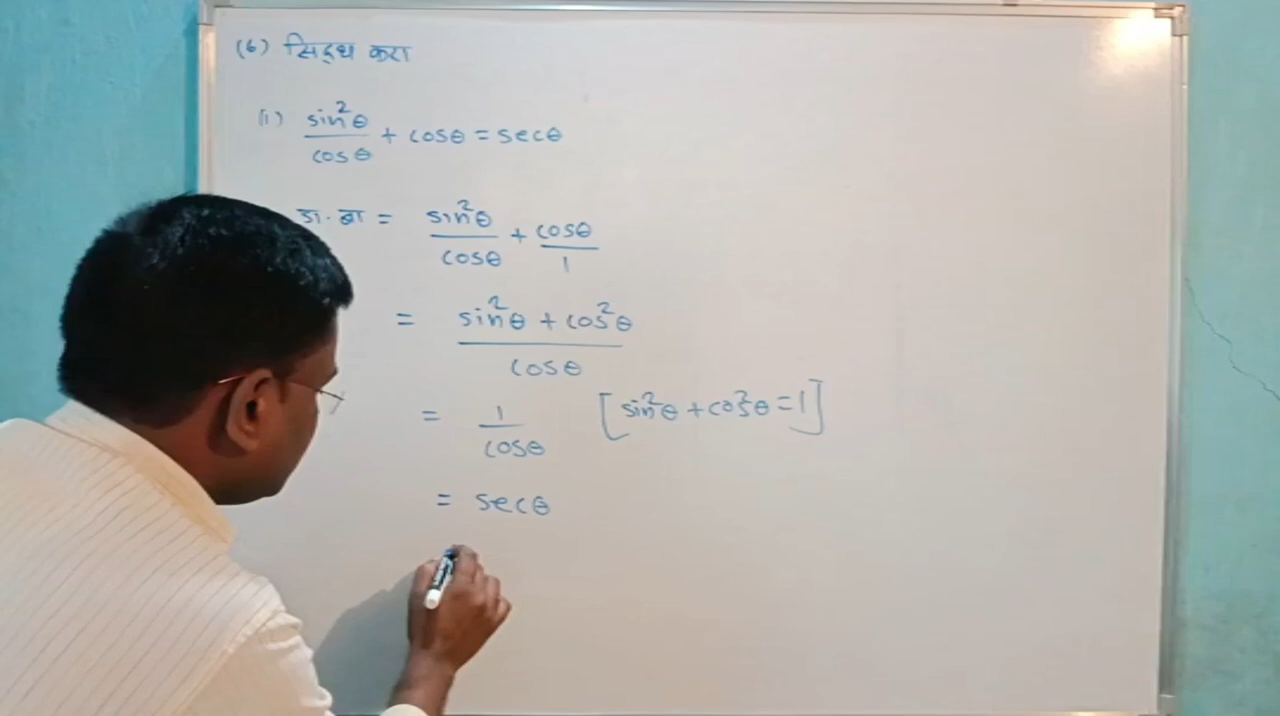 (6) सिद्ध करा
(i) sin²θ/cosθ + cosθ = secθ
डा. बा = sin²θ/cosθ + cosθ/1
= sin²θ + cos²θ/cosθ
= 1/cosθ [sin²θ + cos²θ = 1]
= secθ